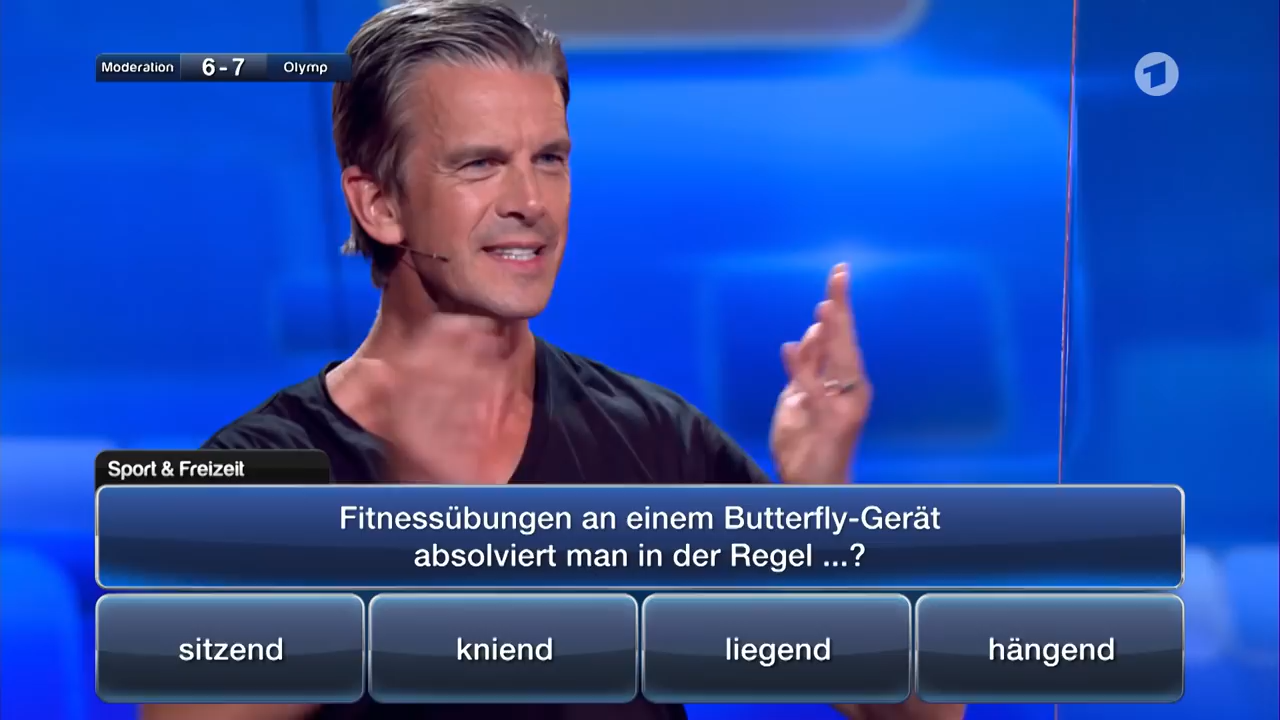 Moderation 6-7 Olymp
1
Sport & Freizeit
Fitnessübungen an einem Butterfly-Gerät
absolviert man in der Regel ...?
sitzend
kniend
liegend
hängend